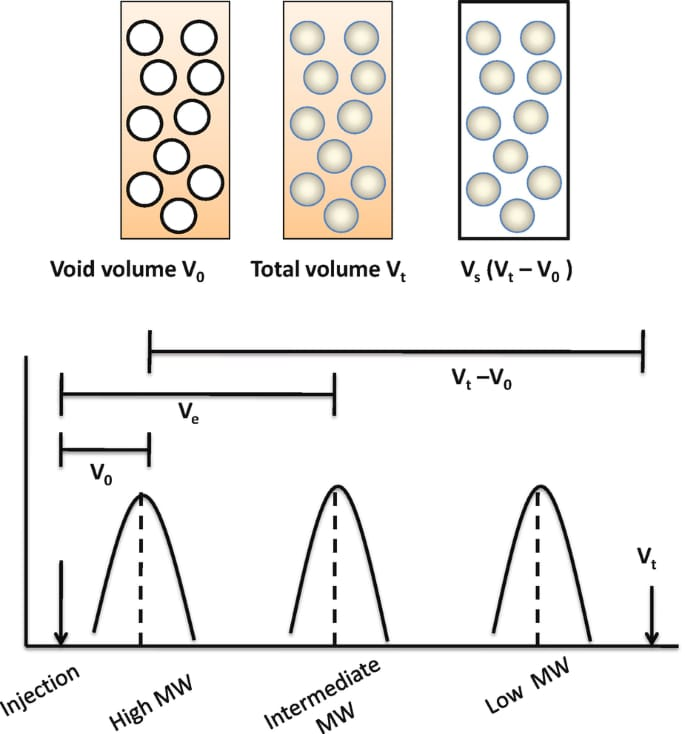 Void volume V₀
Total volume Vₜ
Vₛ (Vₜ – V₀ )
Vₜ –V₀
Vₑ
V₀
Vₜ
Injection
High MW
Intermediate
MW
Low MW